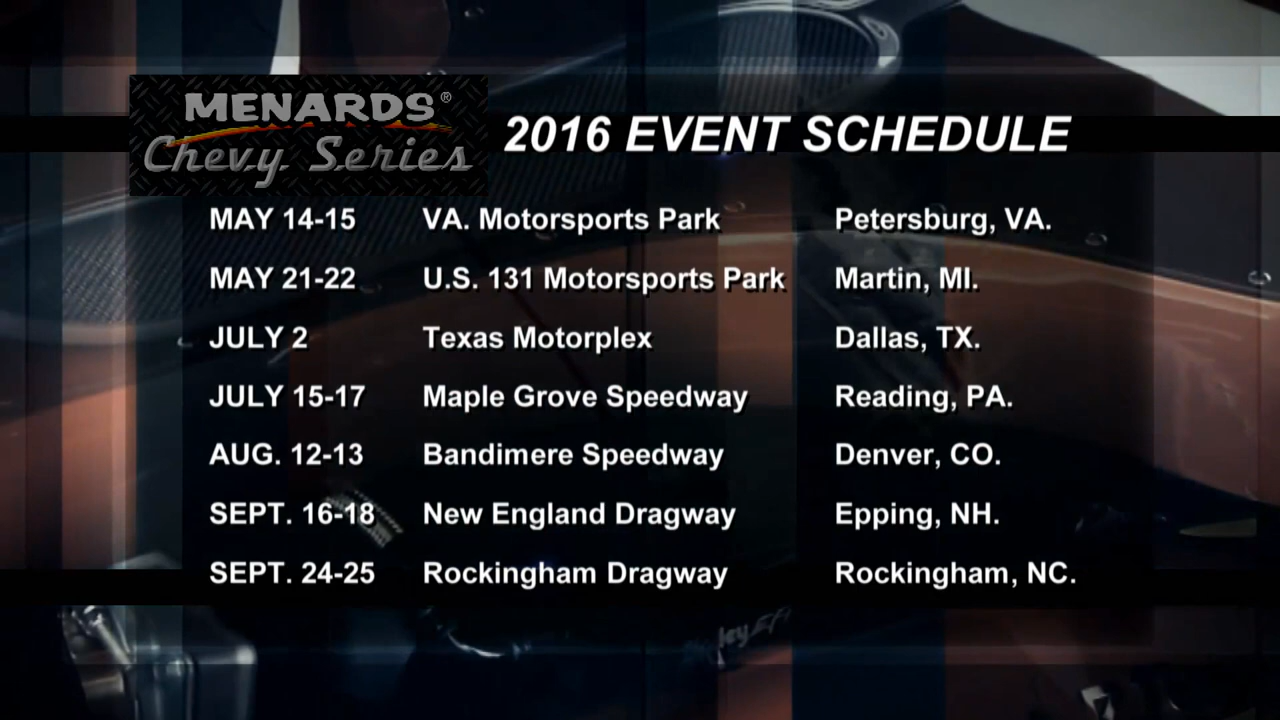 MENARDS®
Chevy Series
2016 EVENT SCHEDULE
MAY 14-15 VA. Motorsports Park Petersburg, VA.
MAY 21-22 U.S. 131 Motorsports Park Martin, MI.
JULY 2 Texas Motorplex Dallas, TX.
JULY 15-17 Maple Grove Speedway Reading, PA.
AUG. 12-13 Bandimere Speedway Denver, CO.
SEPT. 16-18 New England Dragway Epping, NH.
SEPT. 24-25 Rockingham Dragway Rockingham, NC.